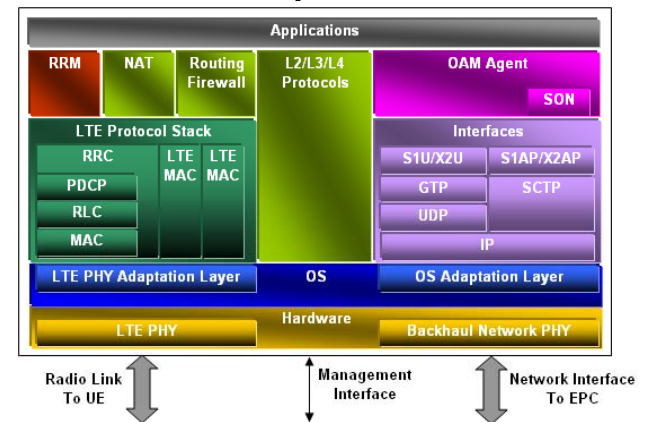 Applications
RRM
NAT
Routing
Firewall
L2/L3/L4
Protocols
OAM Agent
SON
LTE Protocol Stack
RRC
LTE
MAC
LTE
MAC
PDCP
RLC
MAC
Interfaces
S1U/X2U
S1AP/X2AP
GTP
SCTP
UDP
IP
LTE PHY Adaptation Layer
OS
OS Adaptation Layer
Hardware
LTE PHY
Backhaul Network PHY
Radio Link
To UE
Management
Interface
Network Interface
To EPC